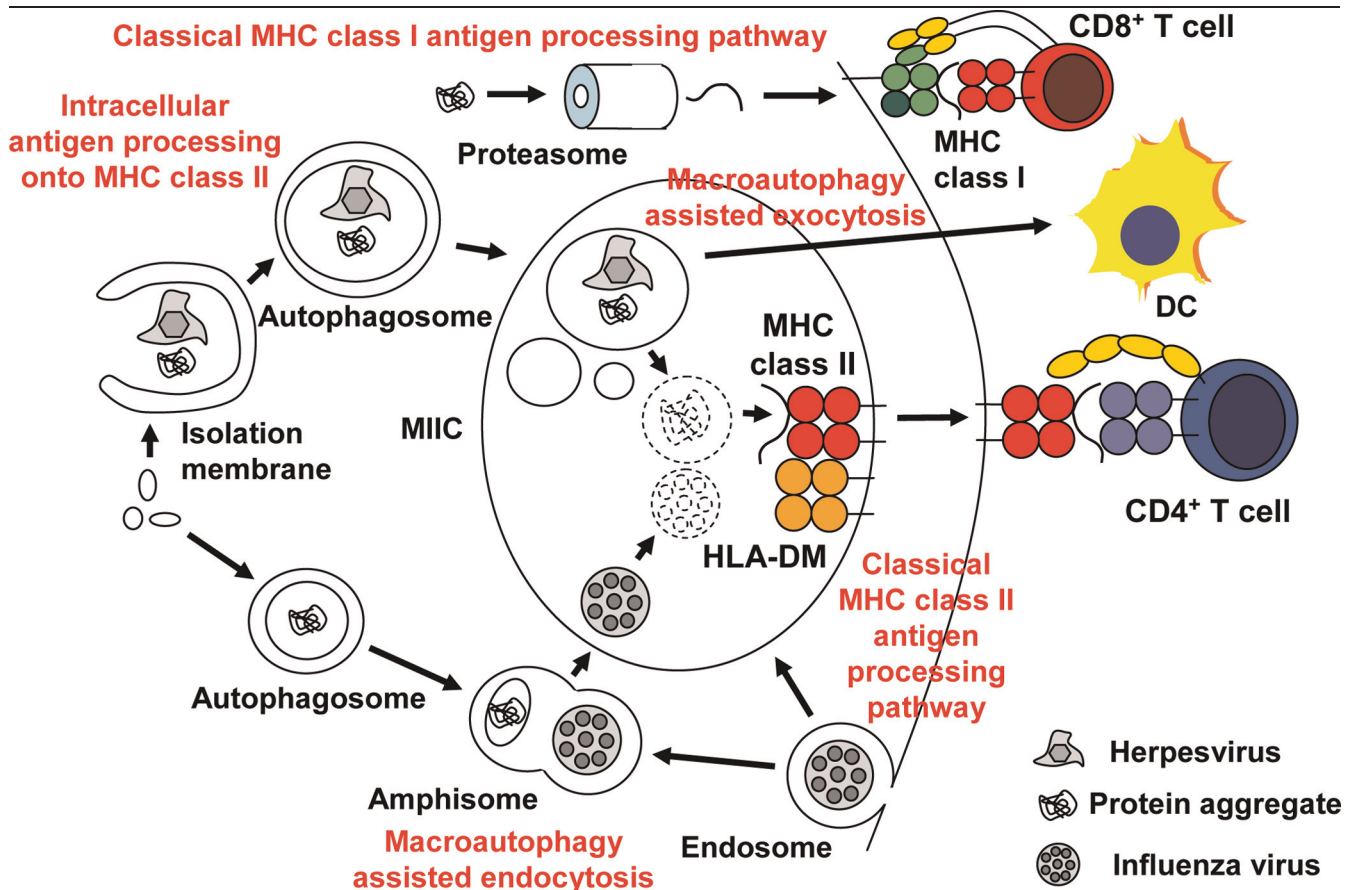 Classical MHC class I antigen processing pathway
CD8⁺ T cell
Intracellular
antigen processing
onto MHC class II
Proteasome
MHC
class I
Macroautophagy
assisted exocytosis
Autophagosome
DC
MHC
class II
MIIC
Isolation
membrane
CD4⁺ T cell
HLA-DM
Classical
MHC class II
antigen
processing
pathway
Autophagosome
Amphisome
Endosome
Macroautophagy
assisted endocytosis
Herpesvirus
Protein aggregate
Influenza virus